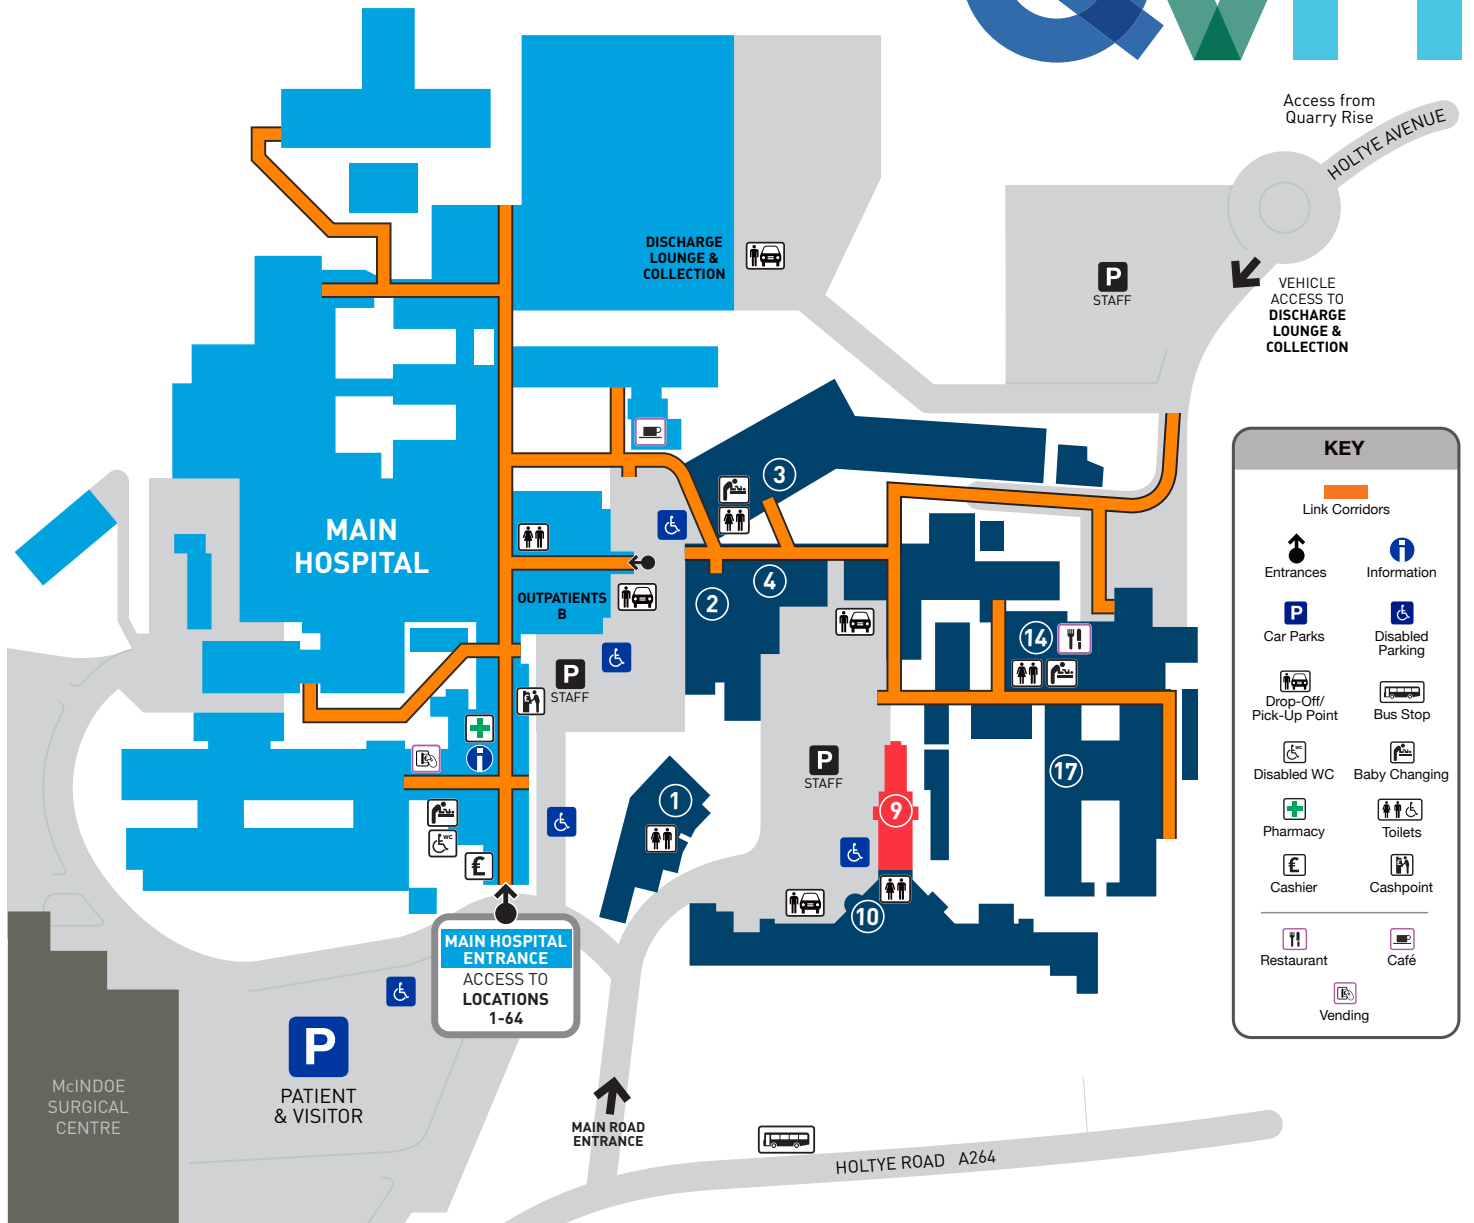 Access from
Quarry Rise
HOLTYE AVENUE
DISCHARGE
LOUNGE &
COLLECTION
P
STAFF
VEHICLE
ACCESS TO
DISCHARGE
LOUNGE &
COLLECTION
MAIN
HOSPITAL
OUTPATIENTS
B
3
4
2
14
P
STAFF
P
STAFF
1
17
9
10
i
WC
£
MAIN HOSPITAL
ENTRANCE
ACCESS TO
LOCATIONS
1-64
P
PATIENT
& VISITOR
McINDOE
SURGICAL
CENTRE
MAIN ROAD
ENTRANCE
HOLTYE ROAD A264
KEY
Link Corridors
Entrances
i
Information
P
Car Parks
Disabled
Parking
Drop-Off/
Pick-Up Point
Bus Stop
WC
Disabled WC
Baby Changing
Pharmacy
Toilets
£
Cashier
Cashpoint
Restaurant
Café
Vending